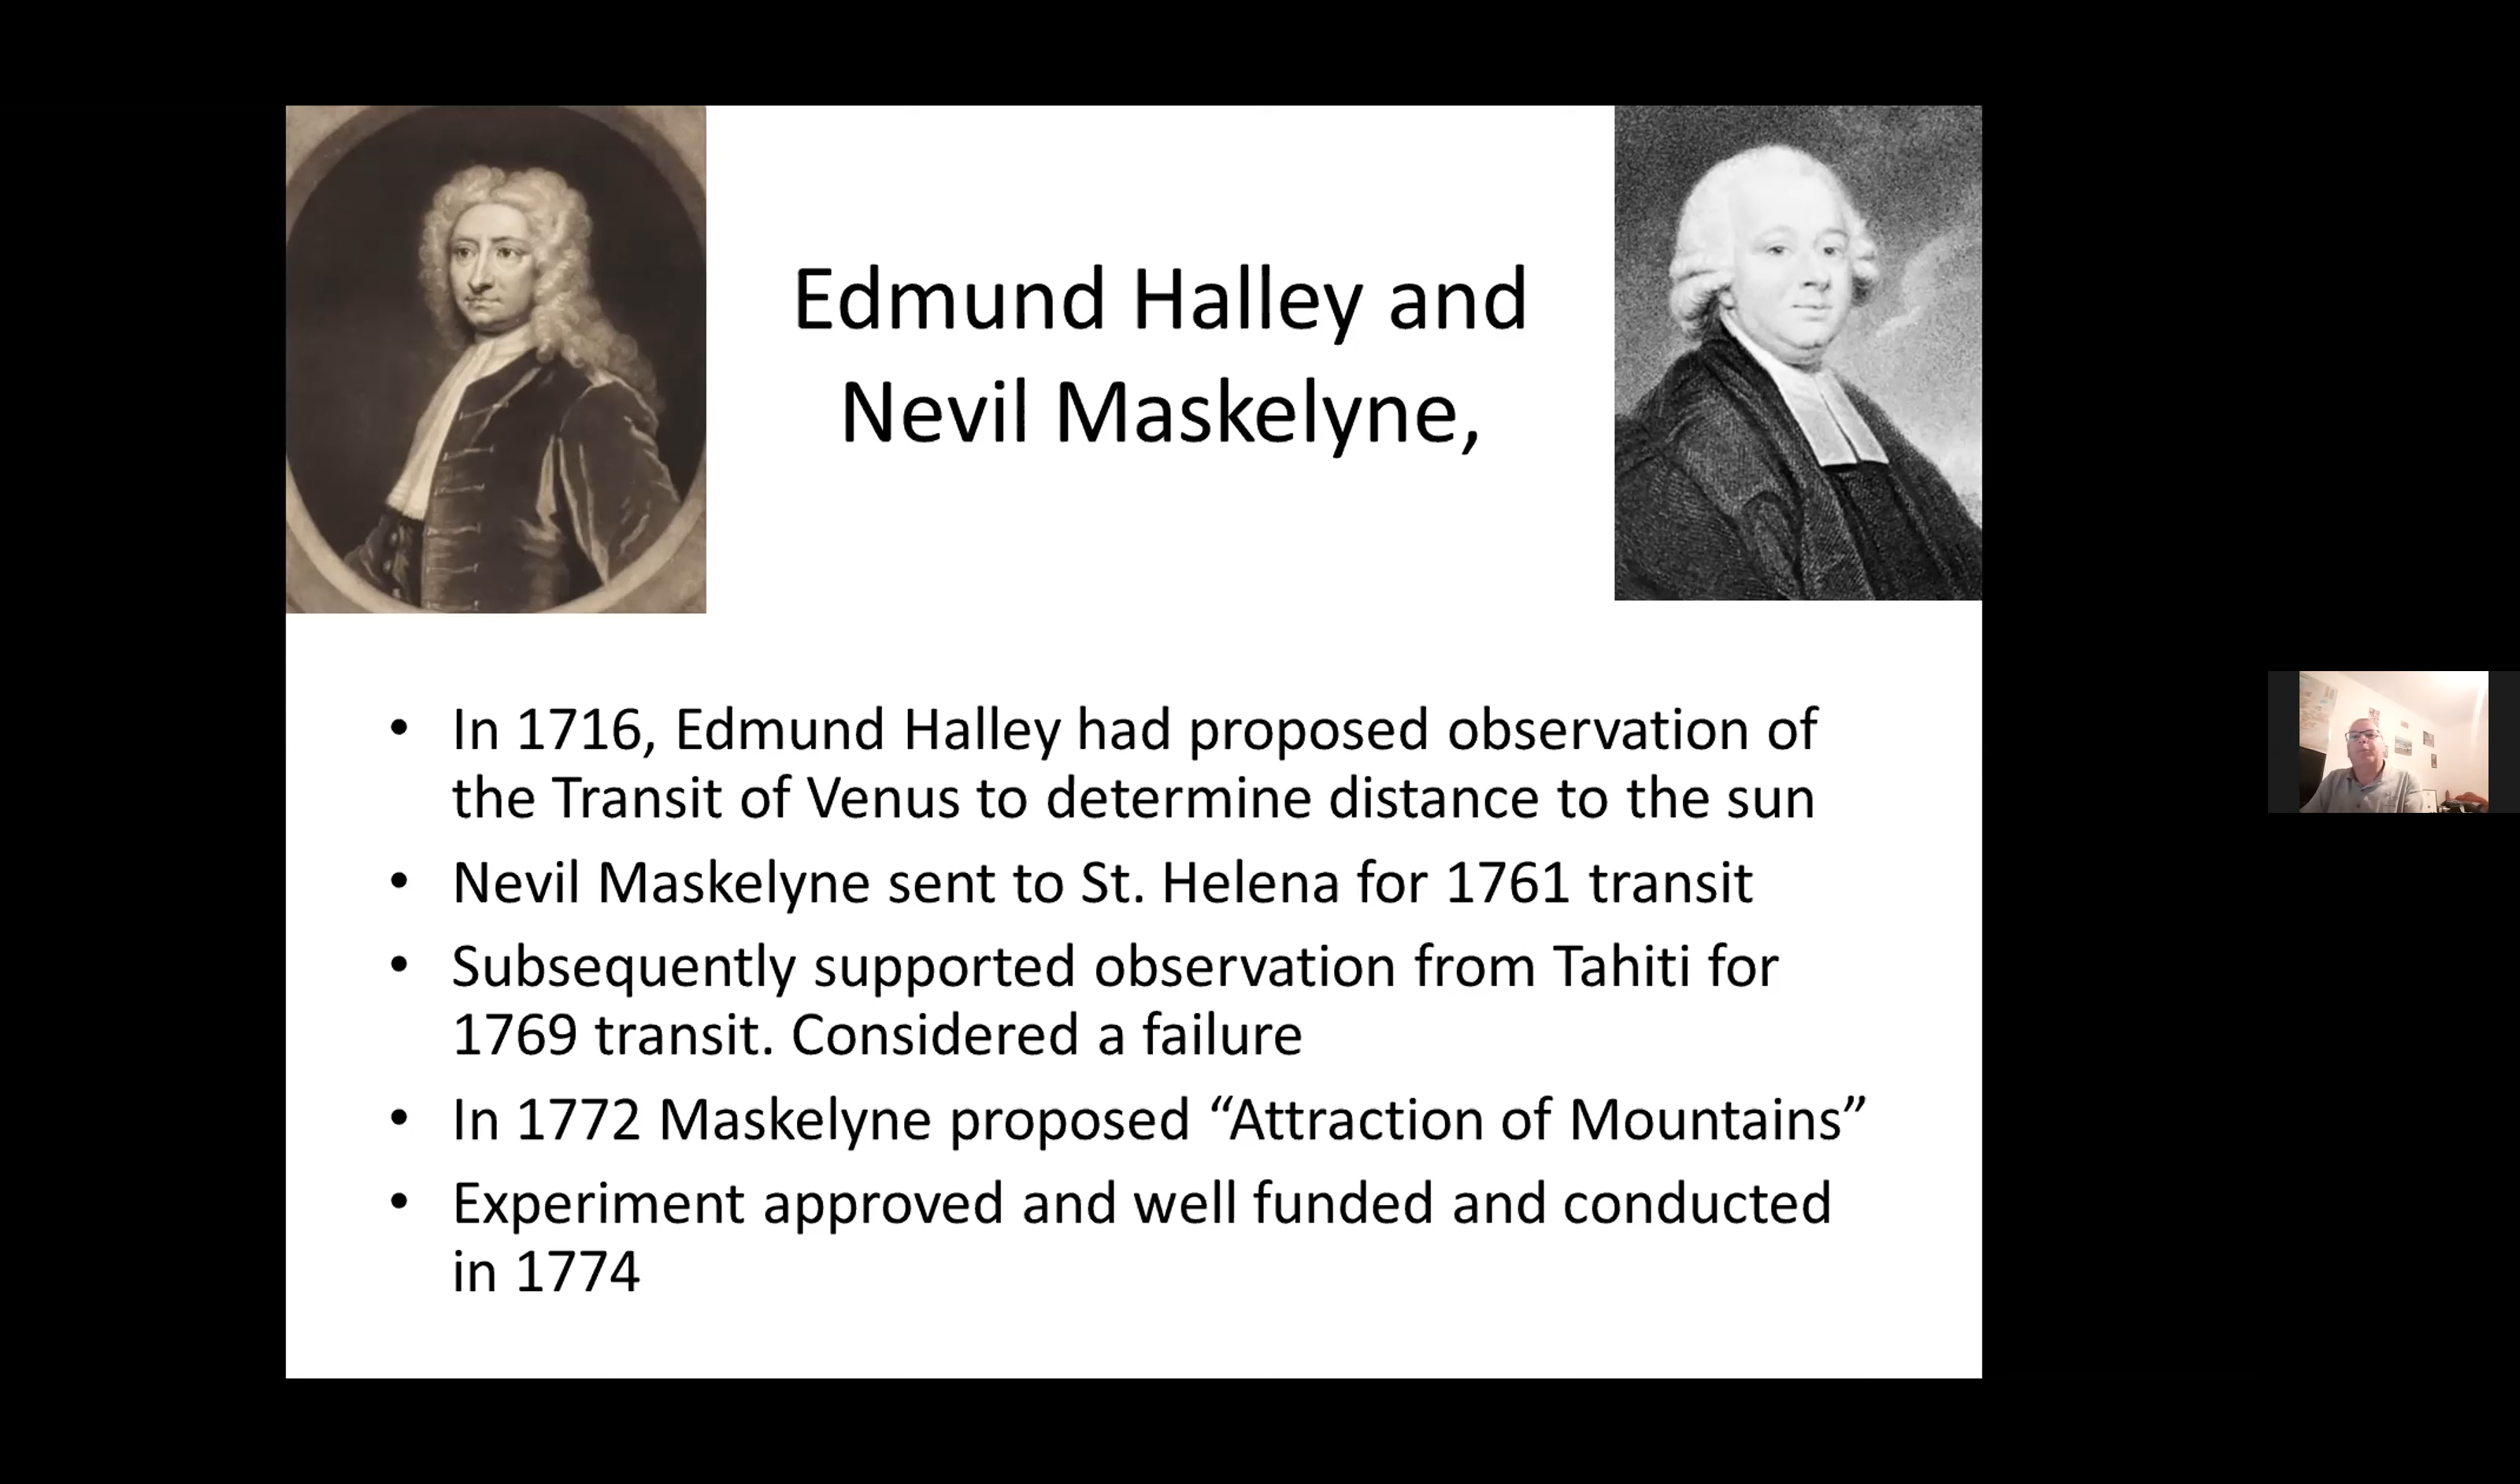 Edmund Halley and
Nevil Maskelyne,
• In 1716, Edmund Halley had proposed observation of
the Transit of Venus to determine distance to the sun
• Nevil Maskelyne sent to St. Helena for 1761 transit
• Subsequently supported observation from Tahiti for
1769 transit. Considered a failure
• In 1772 Maskelyne proposed “Attraction of Mountains”
• Experiment approved and well funded and conducted
in 1774